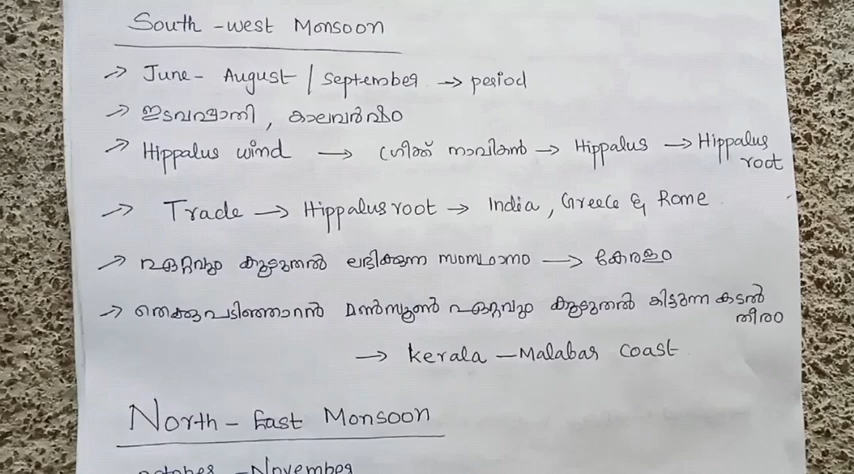 South - west Monsoon
→ June - August / September → period
→ ഇടവപ്പാതി , കാലവർഷം
→ Hippalus wind → ഗ്രീക്ക് നാവികൻ → Hippalus → Hippalus
root
→ Trade → Hippalus root → India , Greece & Rome
→ ഏറ്റവും കൂടുതൽ ലഭിക്കുന്ന സംസ്ഥാനം → കേരളം
→ തെക്കുപടിഞ്ഞാറൻ മൺസൂൺ ഏറ്റവും കൂടുതൽ കിട്ടുന്ന കടൽ
തീരം
→ Kerala - Malabar Coast
North - East Monsoon
October - November